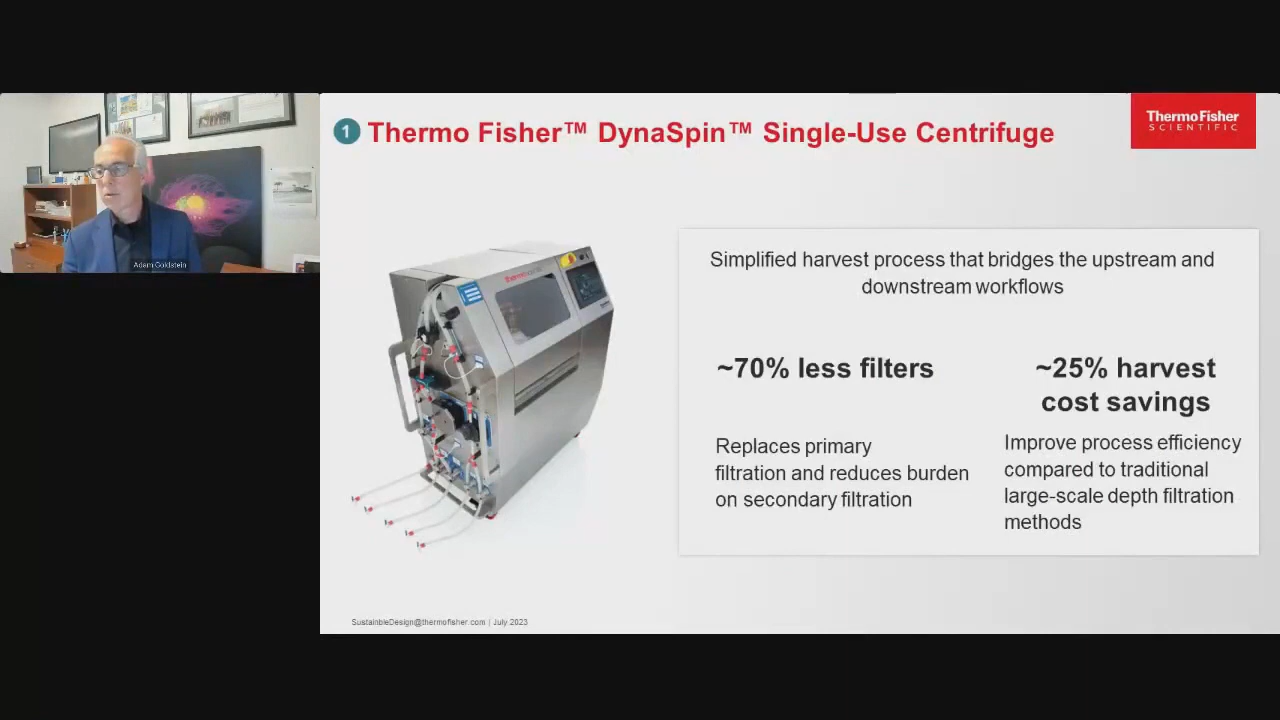 1 Thermo Fisher™ DynaSpin™ Single-Use Centrifuge
ThermoFisher
SCIENTIFIC
Adam Goldstein
Simplified harvest process that bridges the upstream and
downstream workflows
~70% less filters
Replaces primary
filtration and reduces burden
on secondary filtration
~25% harvest
cost savings
Improve process efficiency
compared to traditional
large-scale depth filtration
methods
SustainbleDesign@thermofisher.com | July 2023